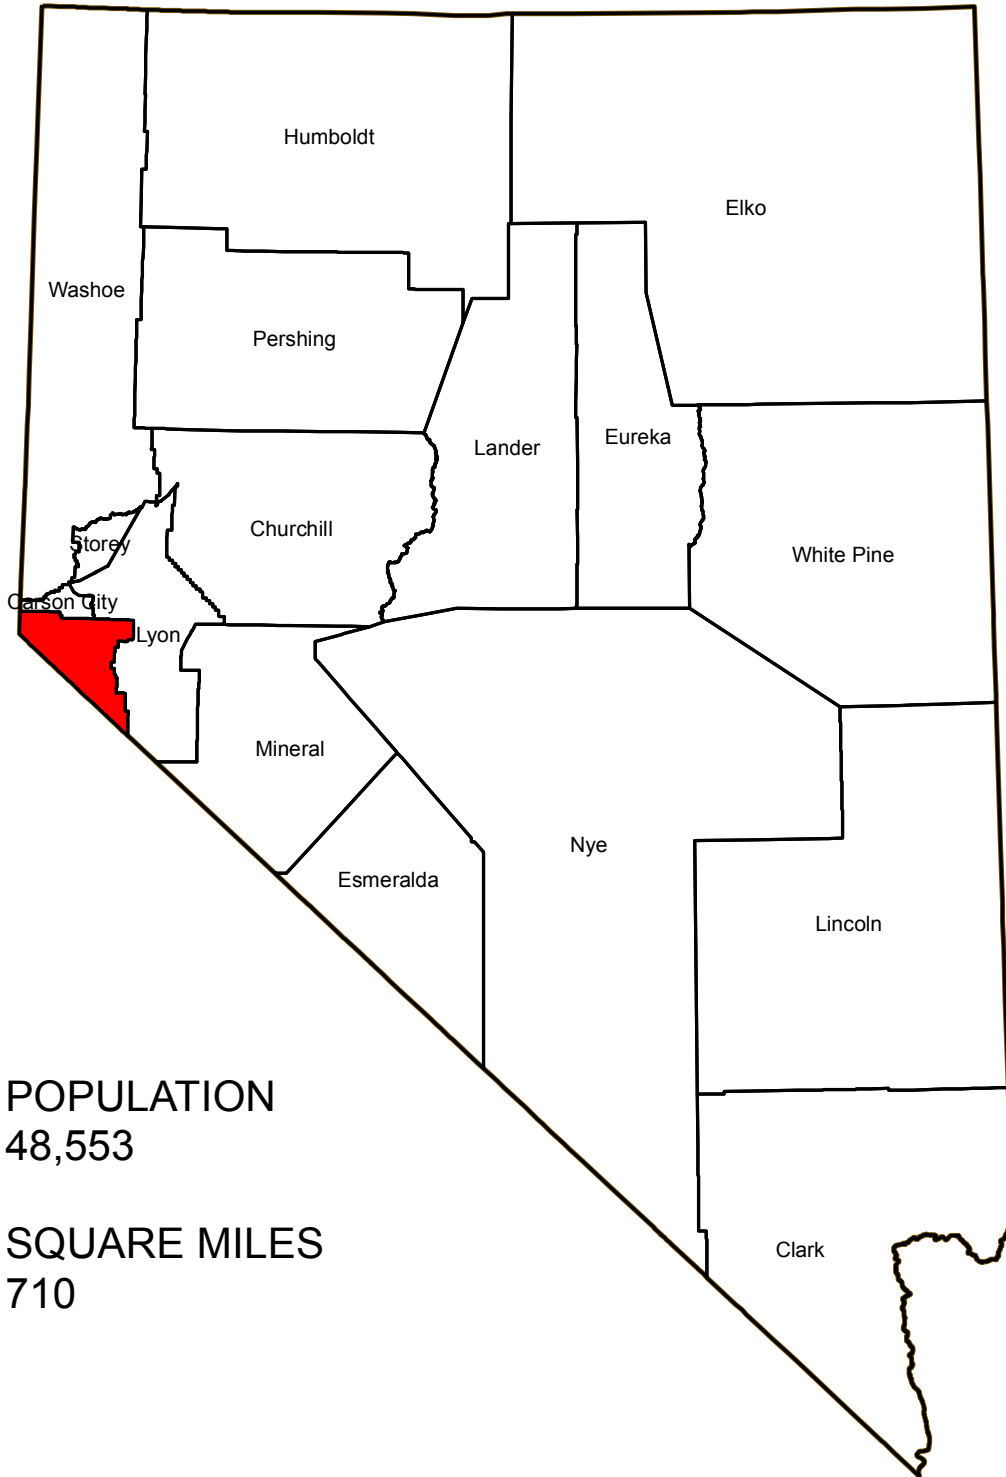 Humboldt
Elko
Washoe
Pershing
Eureka
Lander
Churchill
Storey
White Pine
Carson City
Lyon
Mineral
Nye
Esmeralda
Lincoln
POPULATION
48,553
SQUARE MILES
710
Clark